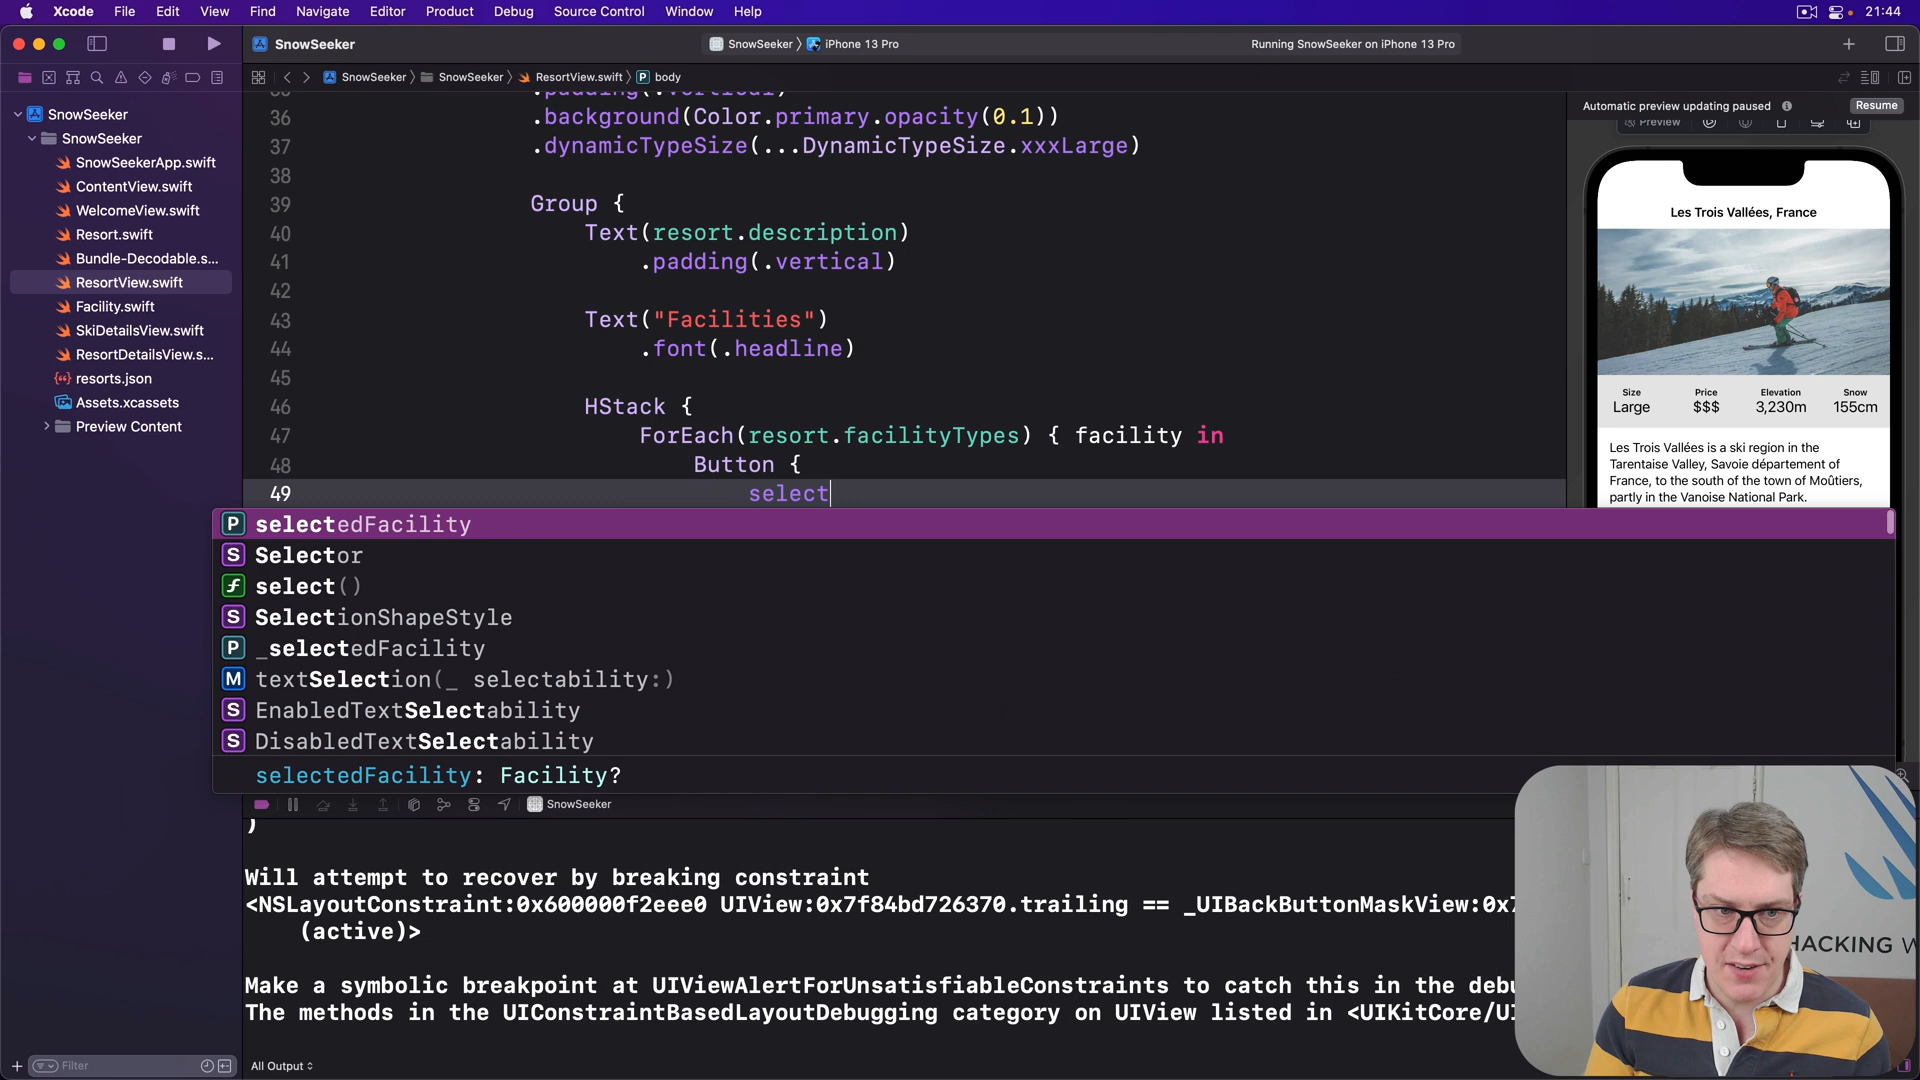 Xcode File Edit View Find Navigate Editor Product Debug Source Control Window Help 21:44
SnowSeeker
SnowSeeker 〉 iPhone 13 Pro
Running SnowSeeker on iPhone 13 Pro
SnowSeeker 〉 SnowSeeker 〉 ResortView.swift 〉 P body
SnowSeeker
SnowSeeker
SnowSeekerApp.swift
ContentView.swift
WelcomeView.swift
Resort.swift
Bundle-Decodable.s...
ResortView.swift
Facility.swift
SkiDetailsView.swift
ResortDetailsView.s...
resorts.json
Assets.xcassets
Preview Content
Filter
.padding(.vertical)
36 .background(Color.primary.opacity(0.1))
37 .dynamicTypeSize(...DynamicTypeSize.xxxLarge)
38
39 Group {
40 Text(resort.description)
41 .padding(.vertical)
42
43 Text("Facilities")
44 .font(.headline)
45
46 HStack {
47 ForEach(resort.facilityTypes) { facility in
48 Button {
49 select
P selectedFacility
S Selector
f select()
S SelectionShapeStyle
P _selectedFacility
M textSelection(_ selectability:)
S EnabledTextSelectability
S DisabledTextSelectability
selectedFacility: Facility?
SnowSeeker
)
Will attempt to recover by breaking constraint
<NSLayoutConstraint:0x600000f2eee0 UIView:0x7f84bd726370.trailing == _UIBackButtonMaskView:0x7
(active)>
Make a symbolic breakpoint at UIViewAlertForUnsatisfiableConstraints to catch this in the debu
The methods in the UIConstraintBasedLayoutDebugging category on UIView listed in <UIKitCore/UI
All Output
Automatic preview updating paused
Resume
Preview
Les Trois Vallées, France
Size Price Elevation Snow
Large $$$ 3,230m 155cm
Les Trois Vallées is a ski region in the
Tarentaise Valley, Savoie département of
France, to the south of the town of Moûtiers,
partly in the Vanoise National Park.
HACKING W